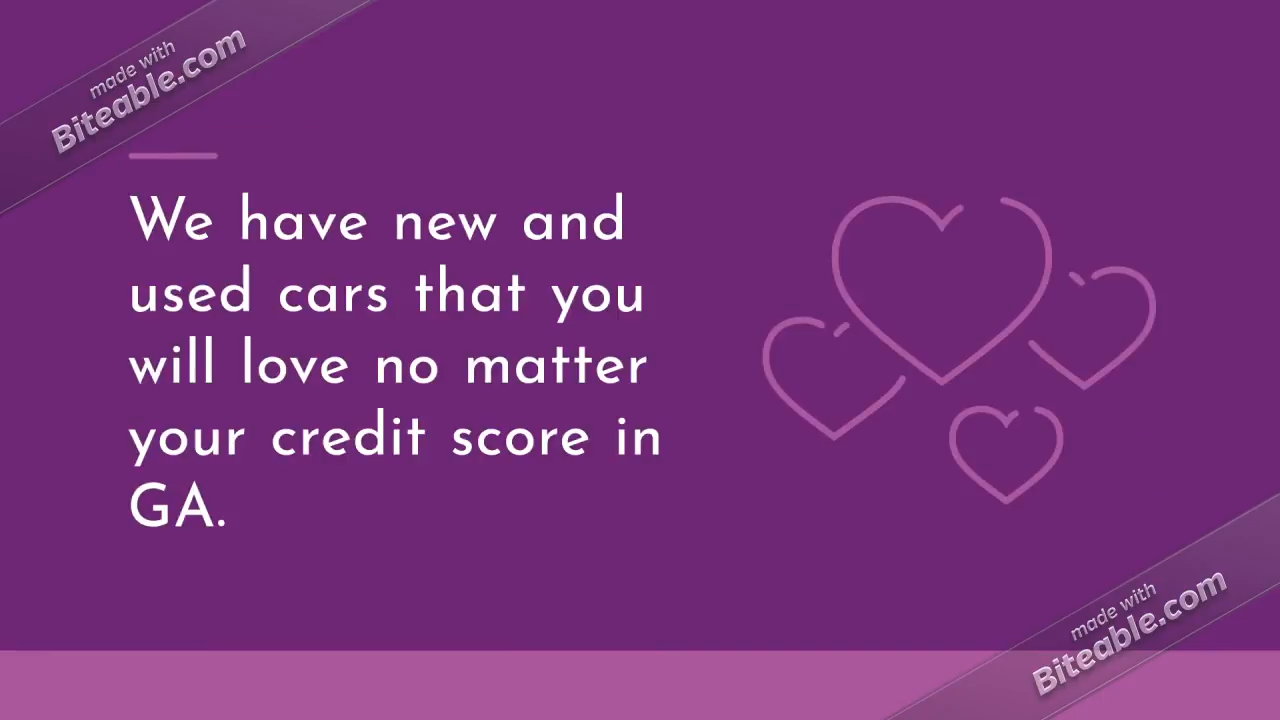 made with
Biteable.com
We have new and
used cars that you
will love no matter
your credit score in
GA.
made with
Biteable.com